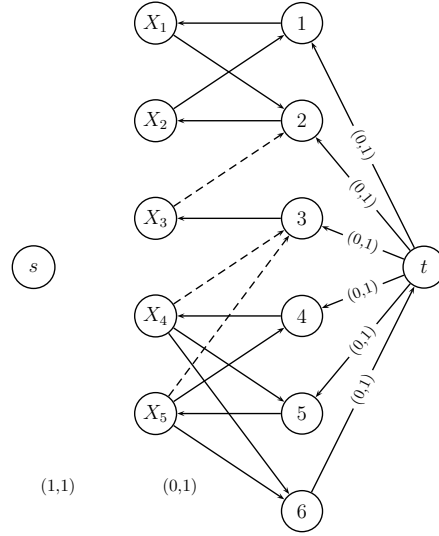 X1 1
X2 2
X3 3
s t
X4 4
X5 5
6
(0,1)
(0,1)
(0,1)
(0,1)
(0,1)
(0,1)
(1,1) (0,1)